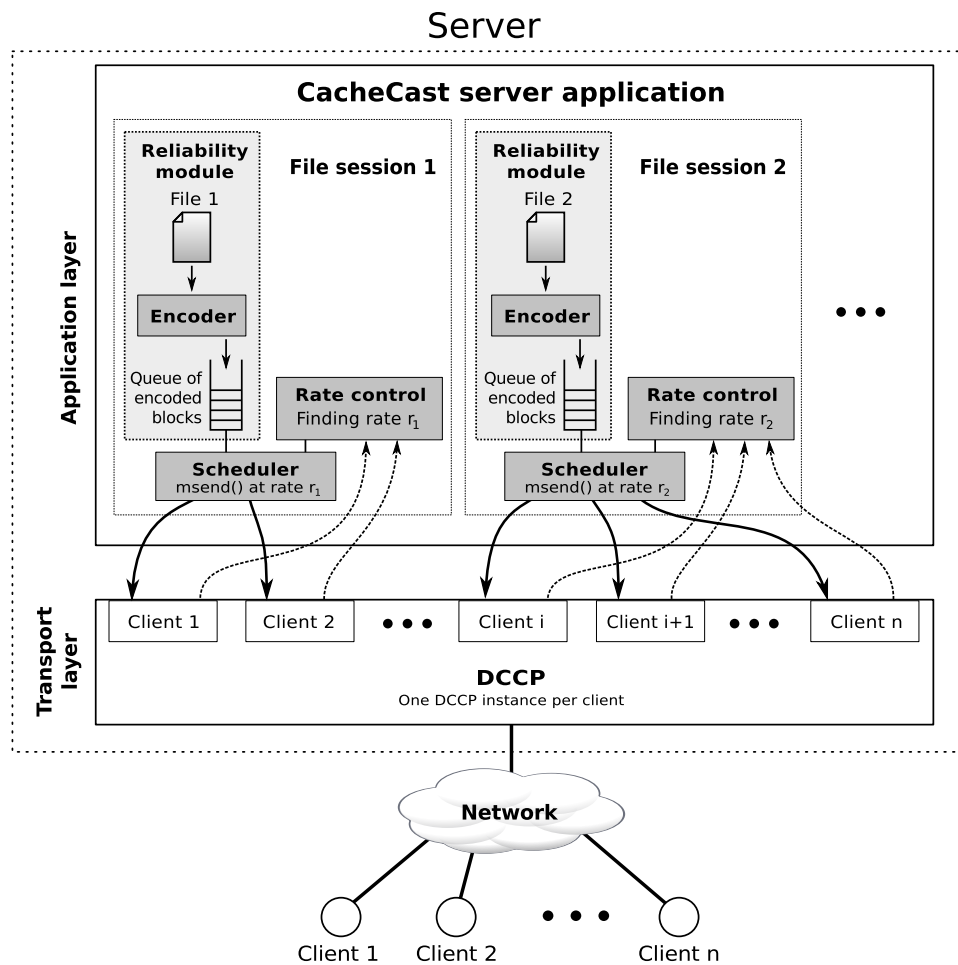 Server
CacheCast server application
Application layer
Reliability
module
File session 1
File 1
Encoder
Queue of
encoded
blocks
Rate control
Finding rate r1
Scheduler
msend() at rate r1
Reliability
module
File session 2
File 2
Encoder
Queue of
encoded
blocks
Rate control
Finding rate r2
Scheduler
msend() at rate r2
Transport
layer
Client 1
Client 2
Client i
Client i+1
Client n
DCCP
One DCCP instance per client
Network
Client 1
Client 2
Client n